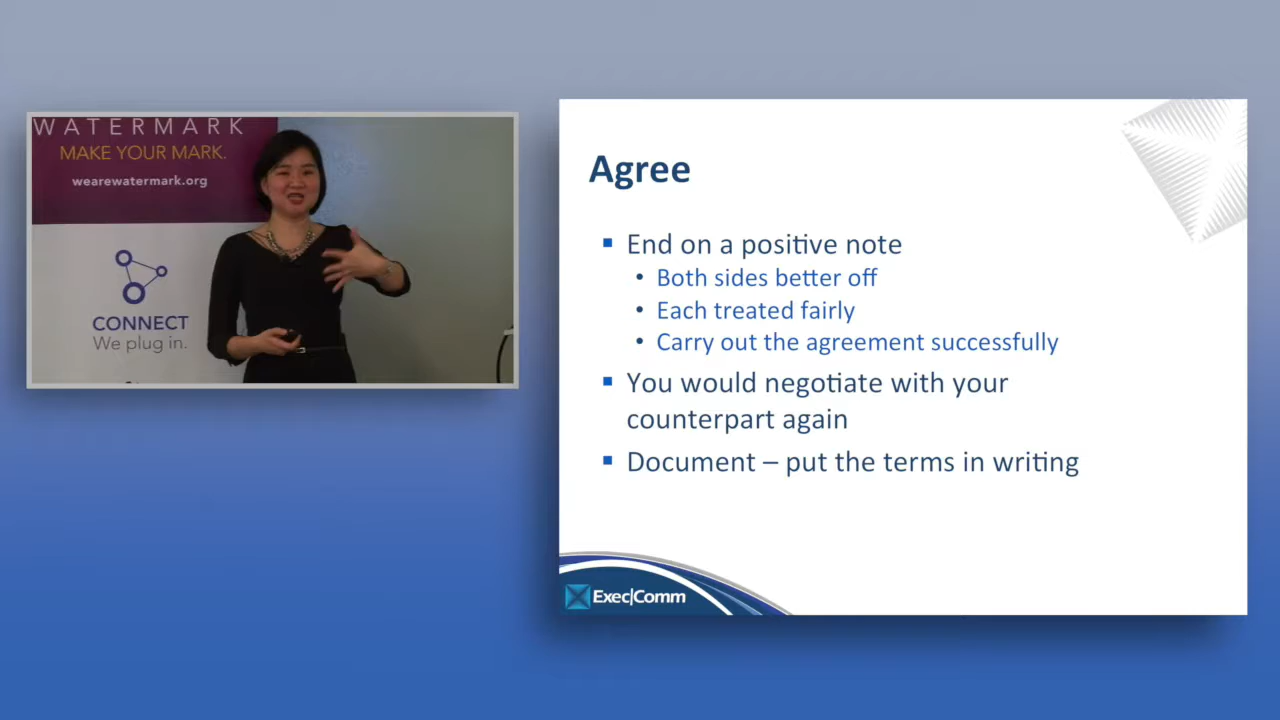 WATERMARK
MAKE YOUR MARK.
wearewatermark.org
CONNECT
We plug in.
Agree
▪ End on a positive note
• Both sides better off
• Each treated fairly
• Carry out the agreement successfully
▪ You would negotiate with your
counterpart again
▪ Document – put the terms in writing
Exec|Comm